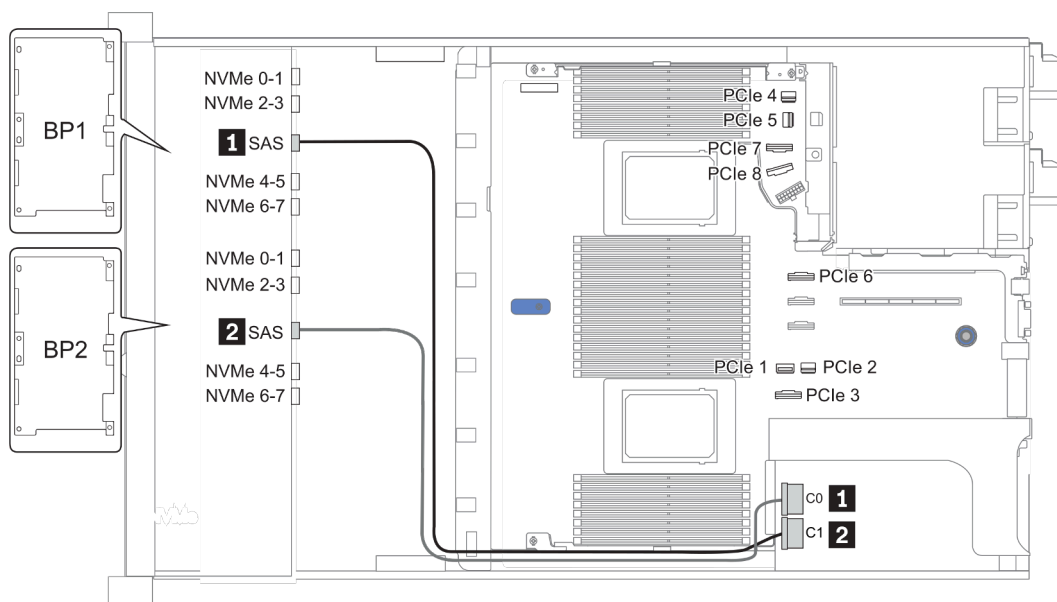 BP1
NVMe 0-1
NVMe 2-3
1 SAS
NVMe 4-5
NVMe 6-7
BP2
NVMe 0-1
NVMe 2-3
2 SAS
NVMe 4-5
NVMe 6-7
PCIe 4
PCIe 5
PCIe 7
PCIe 8
PCIe 6
PCIe 1
PCIe 2
PCIe 3
C0 1
C1 2